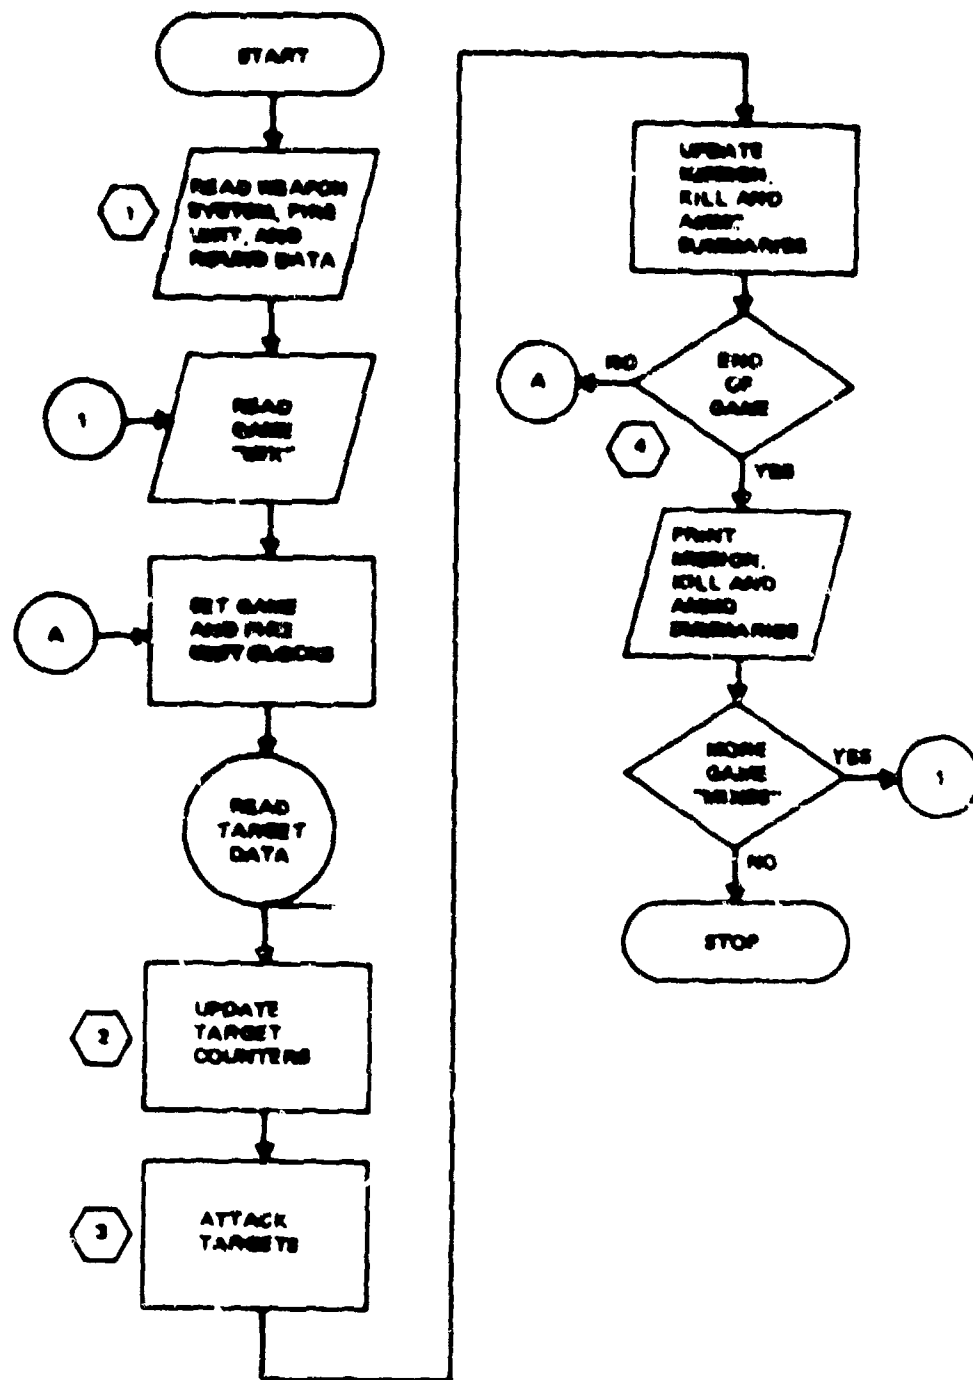 START
1
READ WEAPON
SYSTEM, FIRE
UNIT, AND
ROUND DATA
1
READ
GAME
"MIX"
A
SET GAME
AND FIRE
UNIT CLOCKS
READ
TARGET
DATA
2
UPDATE
TARGET
COUNTERS
3
ATTACK
TARGETS
UPDATE
MISSION,
KILL AND
SUMMARIES
A
NO
END
OF
GAME
4
YES
PRINT
MISSION,
KILL AND
AMMO
SUMMARIES
MORE
GAME
"MIXES"
YES
1
NO
STOP